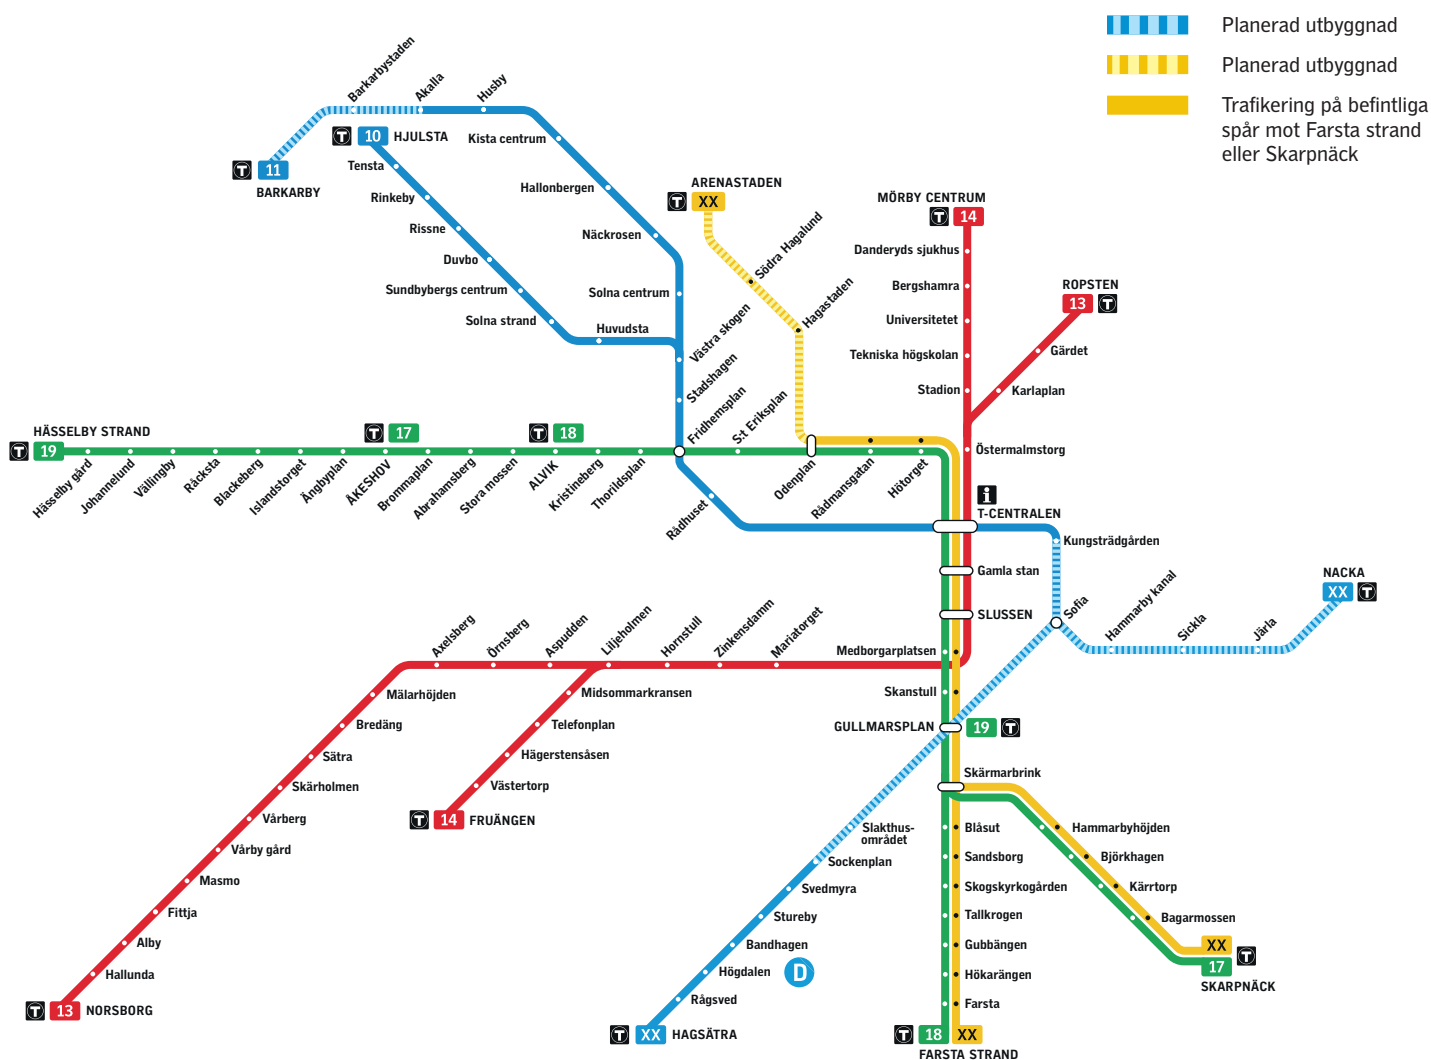 Planerad utbyggnad
Planerad utbyggnad
Trafikering på befintliga
spår mot Farsta strand
eller Skarpnäck
Barkarbystaden
Akalla
Husby
T 10 HJULSTA
Kista centrum
T 11
BARKARBY
Tensta
Rinkeby
Rissne
Duvbo
Sundbybergs centrum
Solna strand
Huvudsta
Hallonbergen
Näckrosen
Solna centrum
Västra skogen
Stadshagen
Fridhemsplan
ARENASTADEN
T XX
Södra Hagalund
Hagastaden
MÖRBY CENTRUM
T 14
Danderyds sjukhus
Bergshamra
Universitetet
Tekniska högskolan
Stadion
ROPSTEN
13 T
Gärdet
Karlaplan
Östermalmstorg
HÄSSELBY STRAND
T 19
Hässelby gård
Johannelund
Vällingby
Råcksta
Blackeberg
Islandstorget
Ängbyplan
T 17
ÅKESHOV
Brommaplan
Abrahamsberg
Stora mossen
T 18
ALVIK
Kristineberg
Thorildsplan
S:t Eriksplan
Odenplan
Rådmansgatan
Hötorget
Rådhuset
i
T-CENTRALEN
Kungsträdgården
Gamla stan
SLUSSEN
Sofia
Hammarby kanal
Sickla
Järla
NACKA
XX T
Axelsberg
Örnsberg
Aspudden
Liljeholmen
Hornstull
Zinkensdamm
Mariatorget
Medborgarplatsen
Skanstull
GULLMARSPLAN
19 T
Skärmarbrink
Mälarhöjden
Bredäng
Sätra
Skärholmen
Vårberg
Vårby gård
Masmo
Fittja
Alby
Hallunda
T 13 NORSBORG
Midsommarkransen
Telefonplan
Hägerstensåsen
Västertorp
T 14 FRUÄNGEN
Slakthus-
området
Sockenplan
Svedmyra
Stureby
Bandhagen
Högdalen
D
Rågsved
T XX HAGSÄTRA
Blåsut
Sandsborg
Skogskyrkogården
Tallkrogen
Gubbängen
Hökarängen
Farsta
T 18 XX
FARSTA STRAND
Hammarbyhöjden
Björkhagen
Kärrtorp
Bagarmossen
XX
17 T
SKARPNÄCK